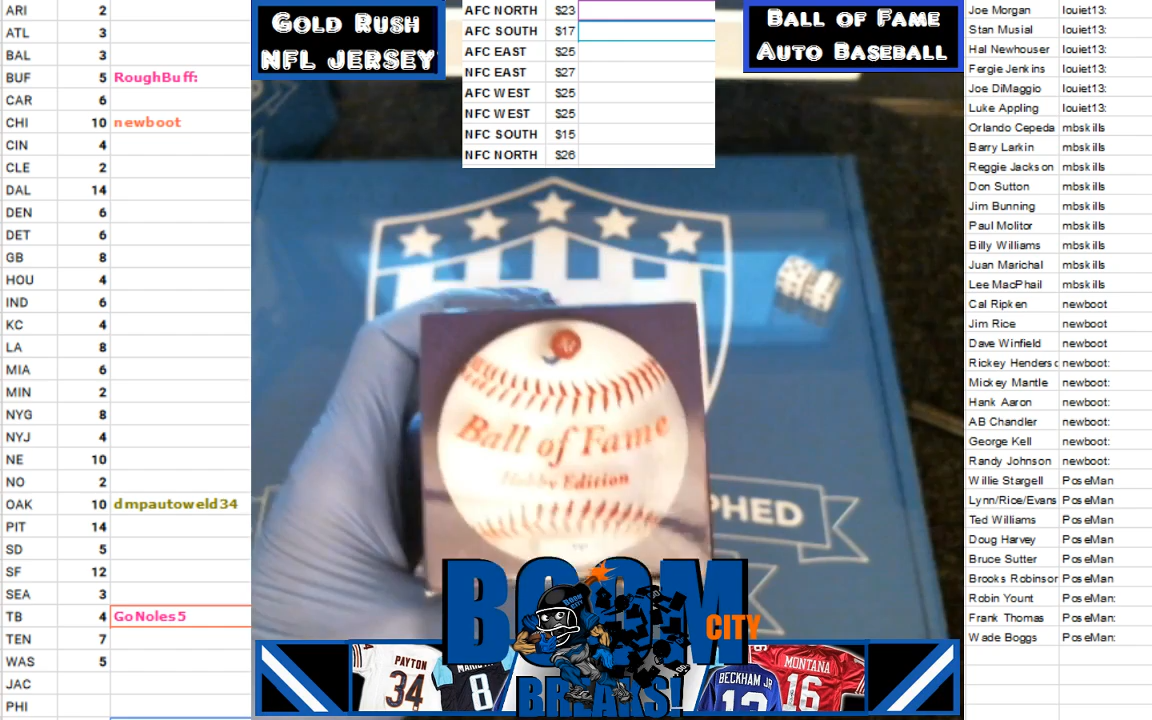 ARI 2
ATL 3
BAL 3
BUF 5 RoughBuff:
CAR 6
CHI 10 newboot
CIN 4
CLE 2
DAL 14
DEN 6
DET 6
GB 8
HOU 4
IND 6
KC 4
LA 8
MIA 6
MIN 2
NYG 8
NYJ 4
NE 10
NO 2
OAK 10 dmpautoweld34
PIT 14
SD 5
SF 12
SEA 3
TB 4 GoNoles5
TEN 7
WAS 5
JAC
PHI
GOLD RUSH
NFL JERSEY
AFC NORTH $23
AFC SOUTH $17
AFC EAST $25
NFC EAST $27
AFC WEST $25
NFC WEST $25
NFC SOUTH $15
NFC NORTH $26
BALL OF FAME
AUTO BASEBALL
Ball of Fame
Hobby Edition
PHED
BOOM
CITY
BREAKS!
BOOM
CITY
PAYTON
34
8
BECKHAM JR
13
MONTANA
16
Joe Morgan louiet13:
Stan Musial louiet13:
Hal Newhouser louiet13:
Fergie Jenkins louiet13:
Joe DiMaggio louiet13:
Luke Appling louiet13:
Orlando Cepeda mbskills
Barry Larkin mbskills
Reggie Jackson mbskills
Don Sutton mbskills
Jim Bunning mbskills
Paul Molitor mbskills
Billy Williams mbskills
Juan Marichal mbskills
Lee MacPhail mbskills
Cal Ripken newboot
Jim Rice newboot
Dave Winfield newboot
Rickey Hendersc newboot:
Mickey Mantle newboot:
Hank Aaron newboot:
AB Chandler newboot:
George Kell newboot:
Randy Johnson newboot:
Willie Stargell PoseMan
Lynn/Rice/Evans PoseMan
Ted Williams PoseMan
Doug Harvey PoseMan
Bruce Sutter PoseMan
Brooks Robinsor PoseMan
Robin Yount PoseMan:
Frank Thomas PoseMan:
Wade Boggs PoseMan: